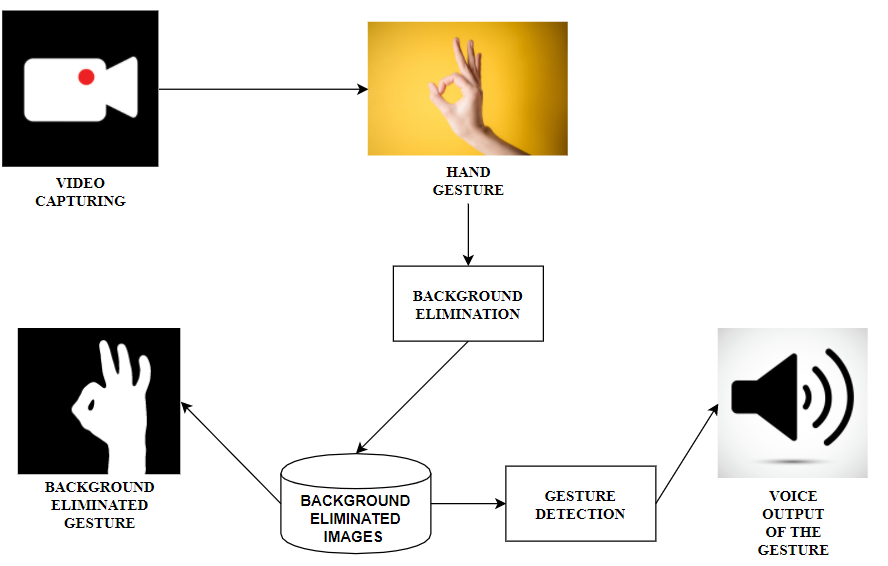 VIDEO
CAPTURING
HAND
GESTURE
BACKGROUND
ELIMINATION
BACKGROUND
ELIMINATED
GESTURE
BACKGROUND
ELIMINATED
IMAGES
GESTURE
DETECTION
VOICE
OUTPUT
OF THE
GESTURE